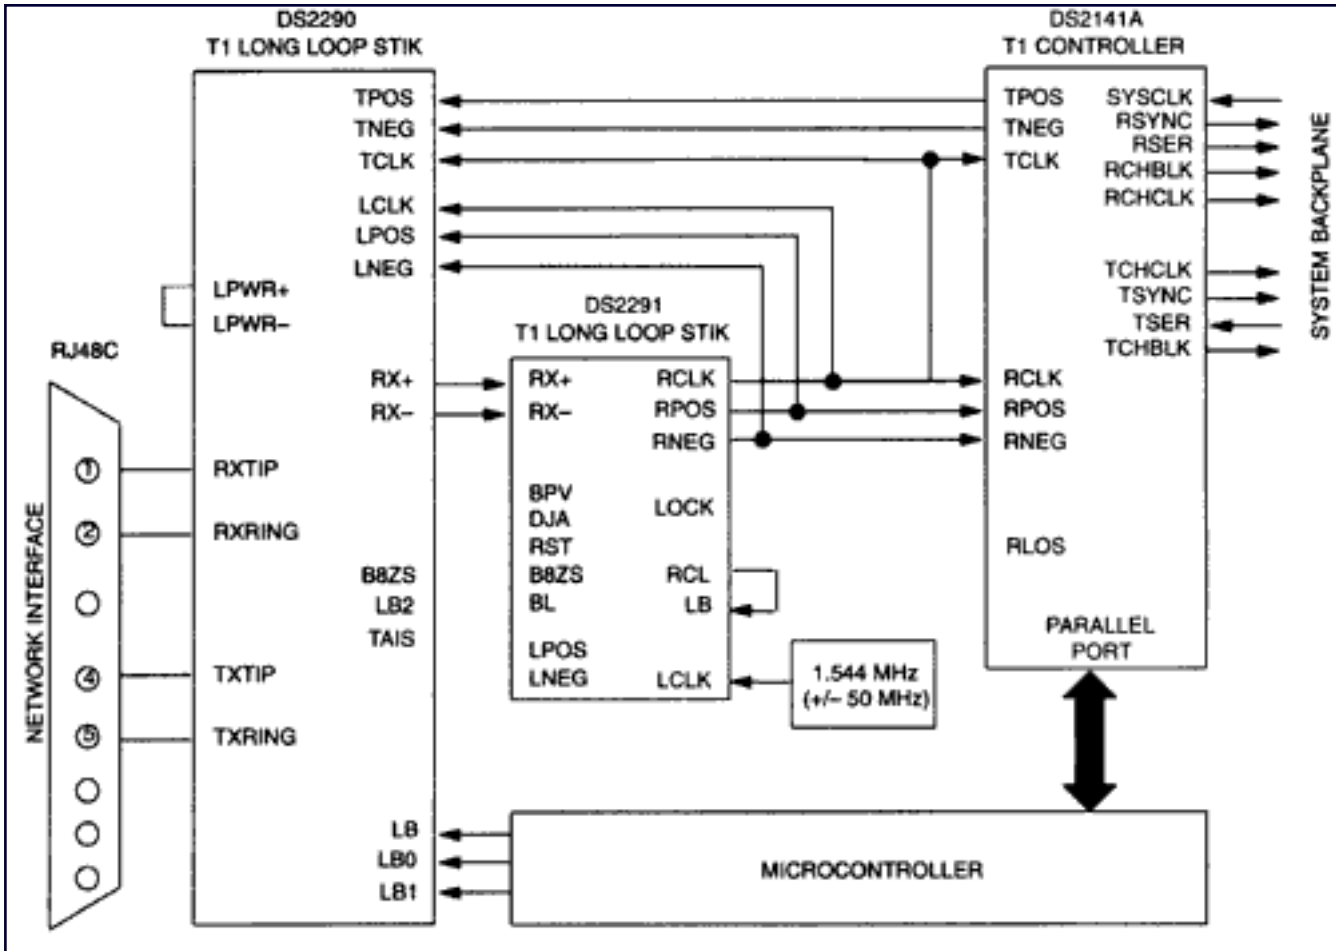 DS2290
T1 LONG LOOP STIK
TPOS
TNEG
TCLK
LCLK
LPOS
LNEG
LPWR+
LPWR–
RX+
RX–
RXTIP
RXRING
B8ZS
LB2
TAIS
TXTIP
TXRING
LB
LB0
LB1
RJ48C
NETWORK INTERFACE
1
2
4
5
DS2291
T1 LONG LOOP STIK
RX+
RX–
RCLK
RPOS
RNEG
BPV
DJA
RST
B8ZS
BL
LOCK
RCL
LB
LPOS
LNEG
LCLK
1.544 MHz
(+/– 50 MHz)
DS2141A
T1 CONTROLLER
TPOS
TNEG
TCLK
RCLK
RPOS
RNEG
RLOS
SYSCLK
RSYNC
RSER
RCHBLK
RCHCLK
TCHCLK
TSYNC
TSER
TCHBLK
PARALLEL
PORT
SYSTEM BACKPLANE
MICROCONTROLLER